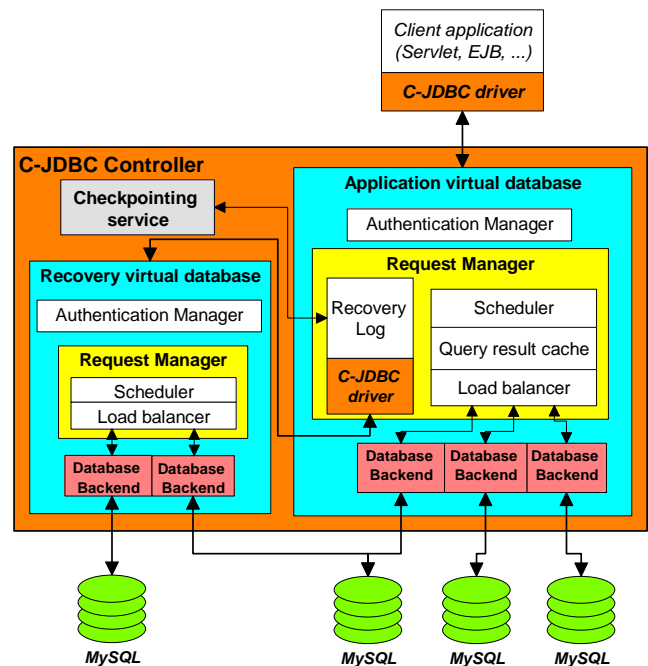 Client application
(Servlet, EJB, ...)
C-JDBC driver
C-JDBC Controller
Checkpointing
service
Application virtual database
Authentication Manager
Request Manager
Recovery
Log
C-JDBC
driver
Scheduler
Query result cache
Load balancer
Database
Backend
Database
Backend
Database
Backend
Recovery virtual database
Authentication Manager
Request Manager
Scheduler
Load balancer
Database
Backend
Database
Backend
MySQL
MySQL
MySQL
MySQL